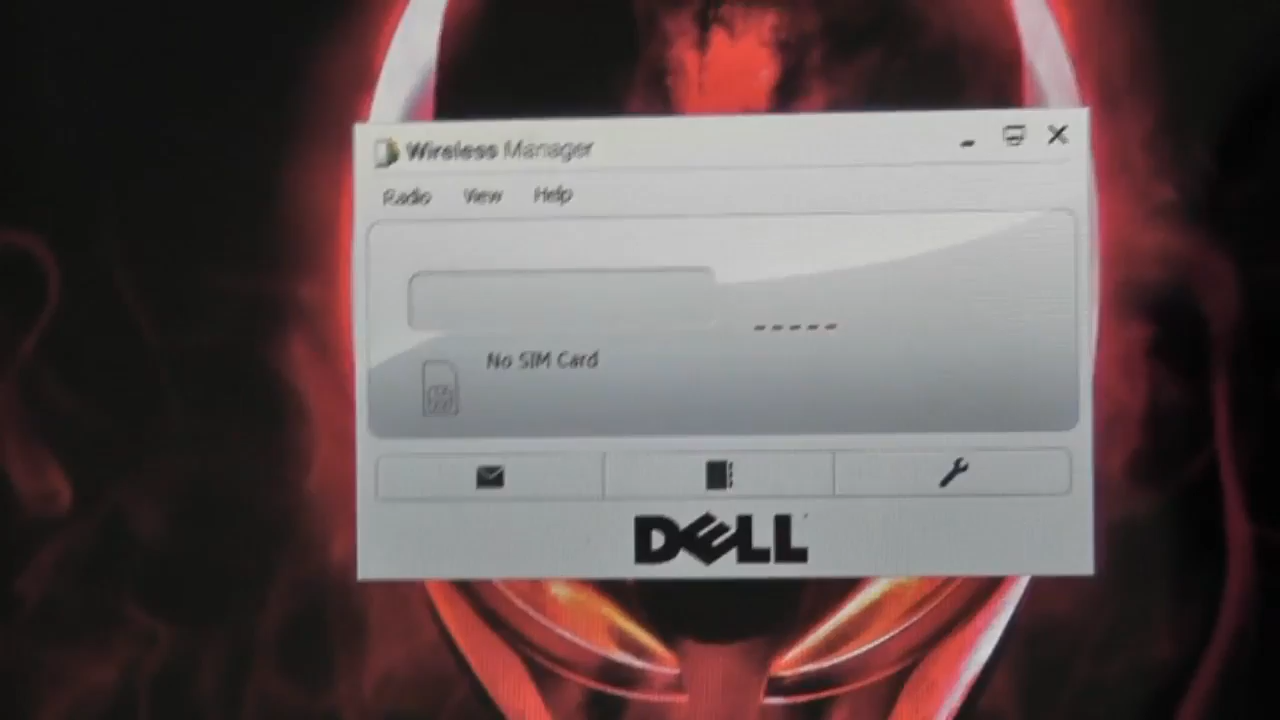 Wireless Manager
Radio View Help
-----
No SIM Card
DELL